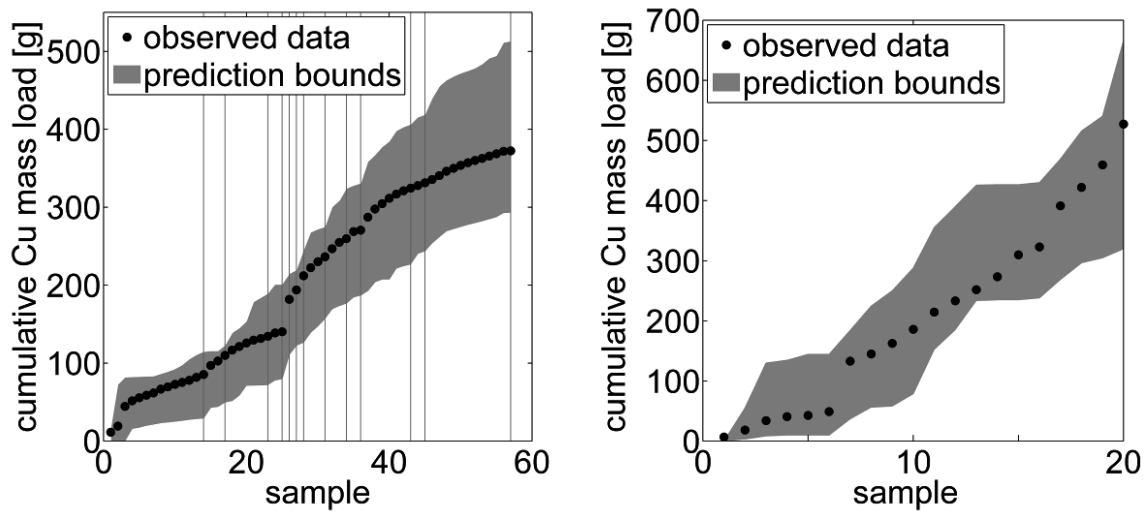 cumulative Cu mass load [g]
500
400
300
200
100
0
observed data
prediction bounds
0
20
40
60
sample
cumulative Cu mass load [g]
700
600
500
400
300
200
100
0
observed data
prediction bounds
0
10
20
sample